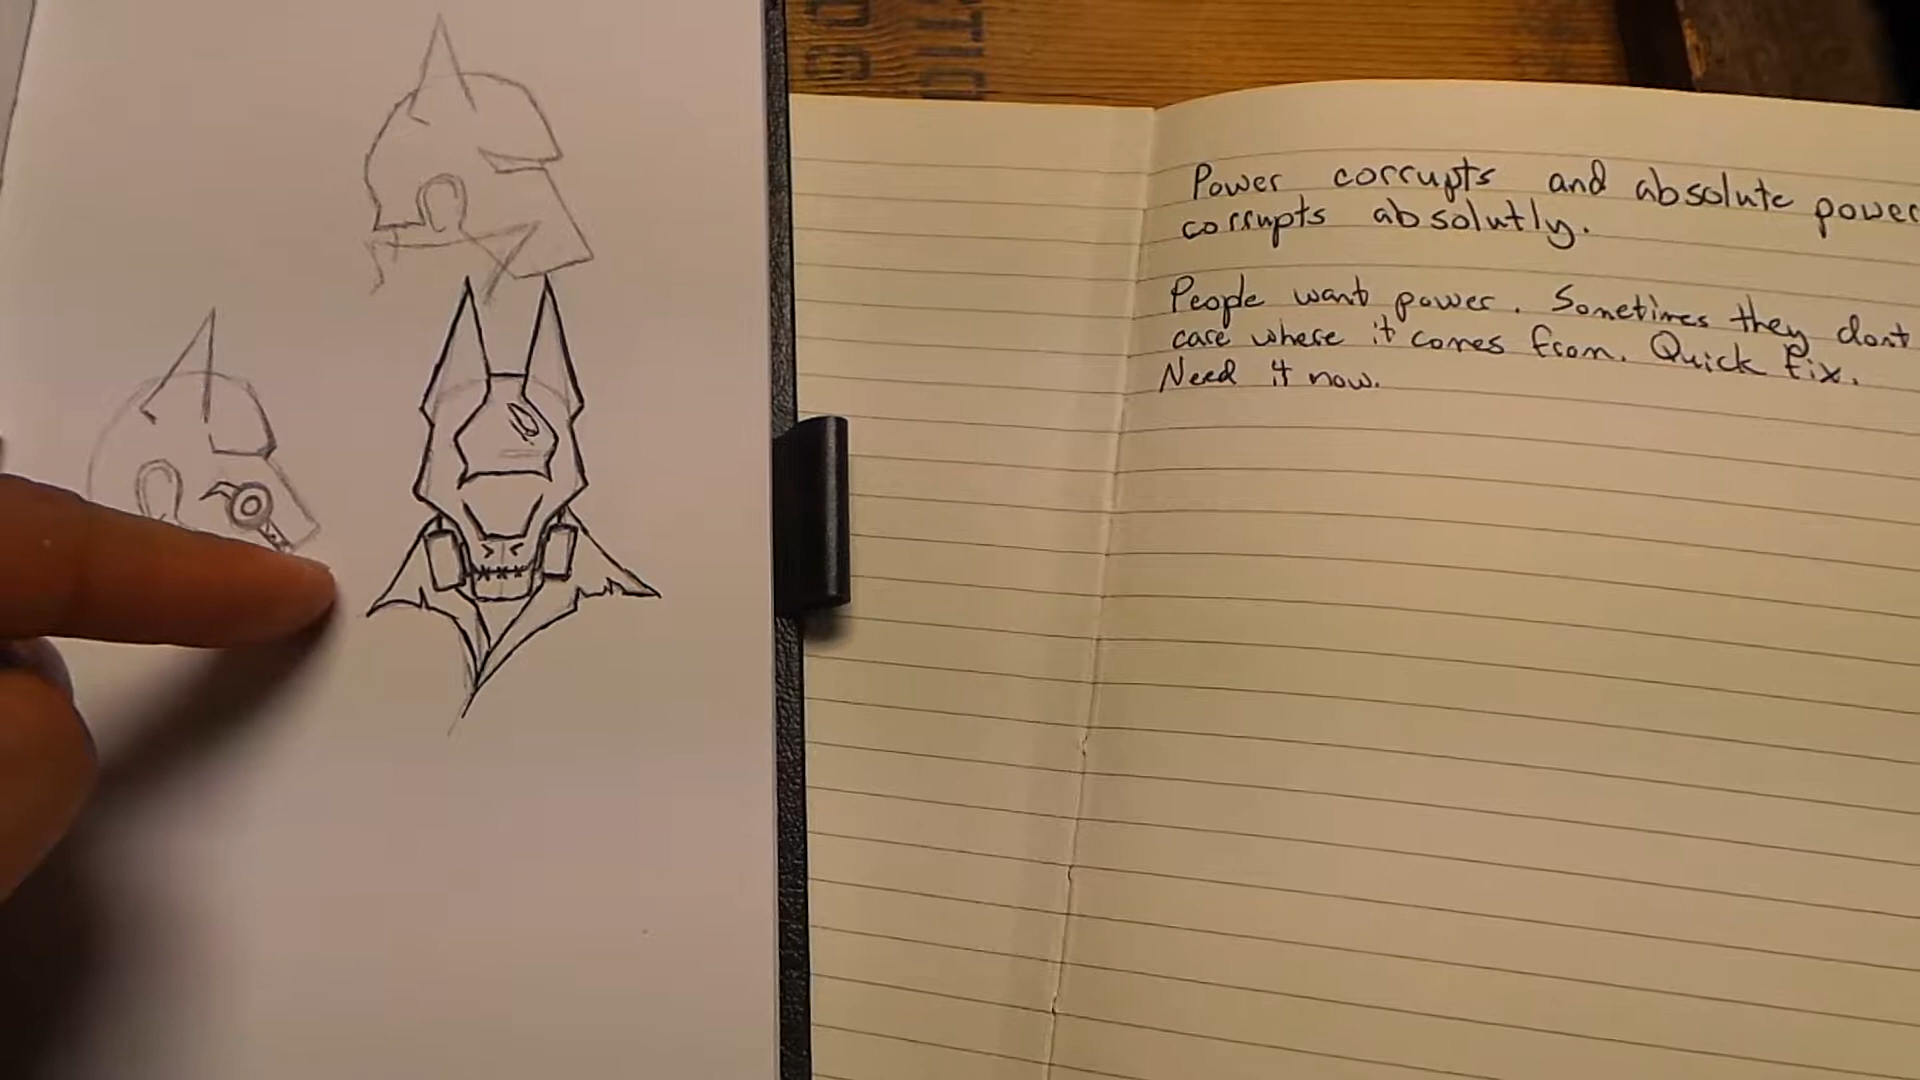 Power corrupts and absolute power
corrupts absolutly.
People want power. Sometimes they dont
care where it comes from. Quick fix.
Need it now.